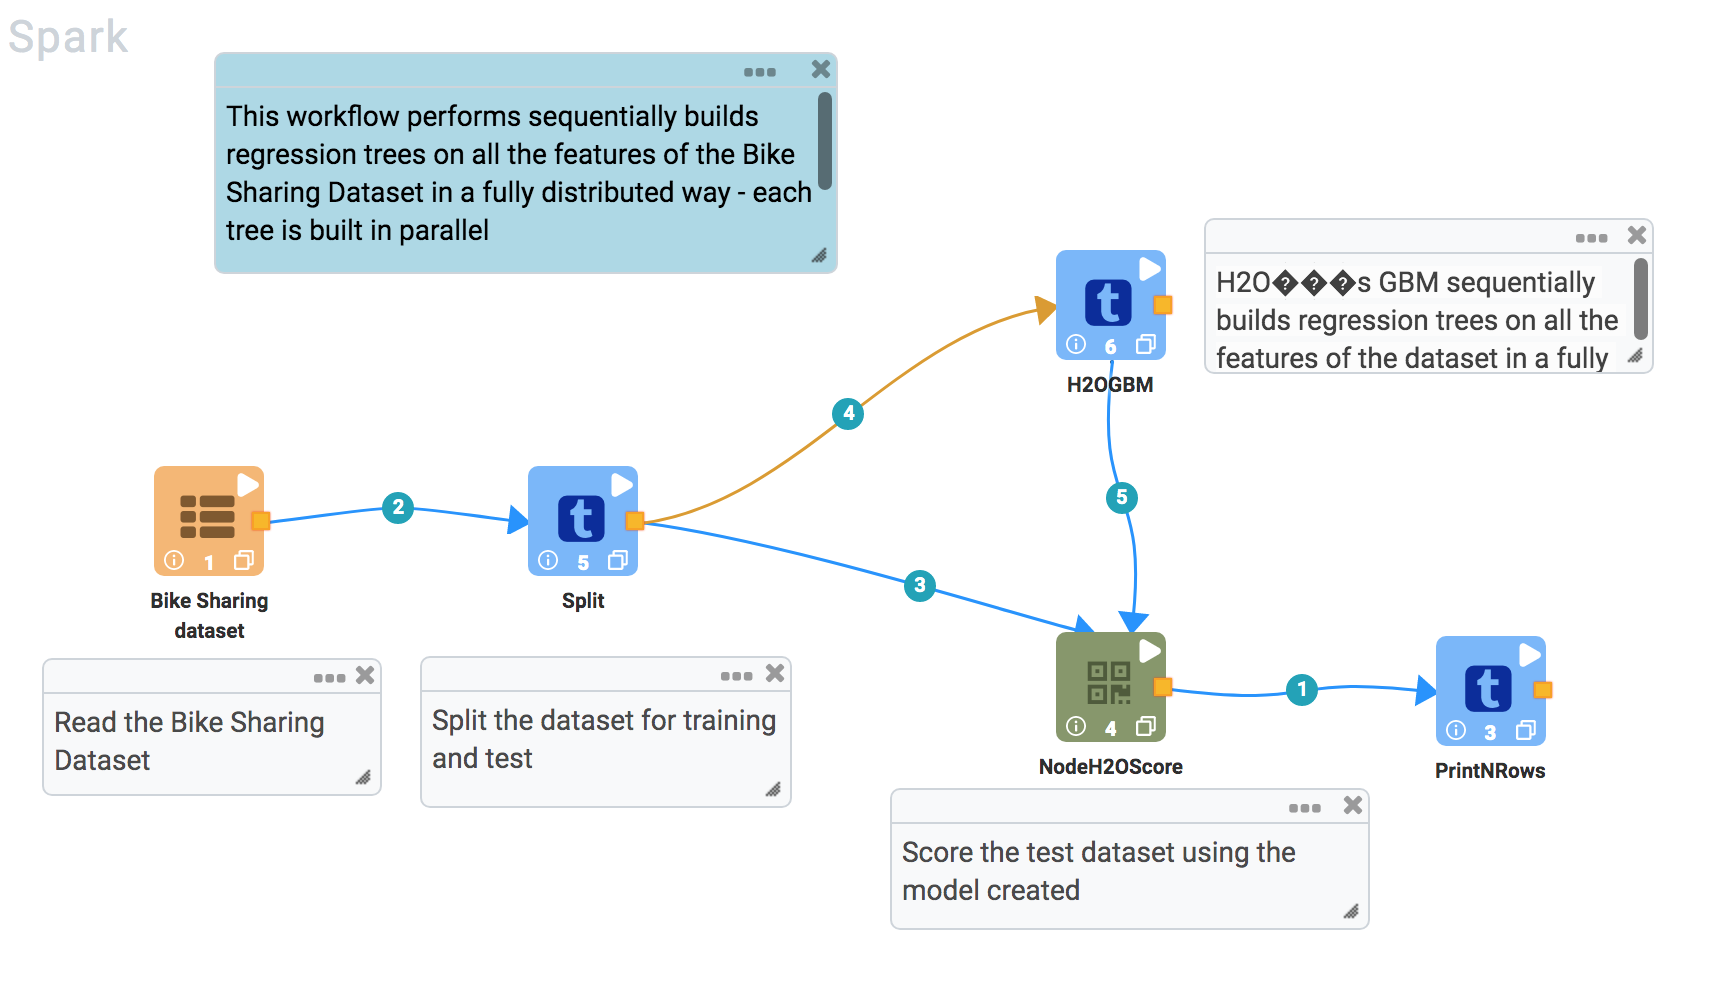 Spark
This workflow performs sequentially builds
regression trees on all the features of the Bike
Sharing Dataset in a fully distributed way - each
tree is built in parallel
H2O���s GBM sequentially
builds regression trees on all the
features of the dataset in a fully
t
6
H2OGBM
4
5
2
3
1
1
Bike Sharing
dataset
t
5
Split
4
NodeH2OScore
t
3
PrintNRows
Read the Bike Sharing
Dataset
Split the dataset for training
and test
Score the test dataset using the
model created